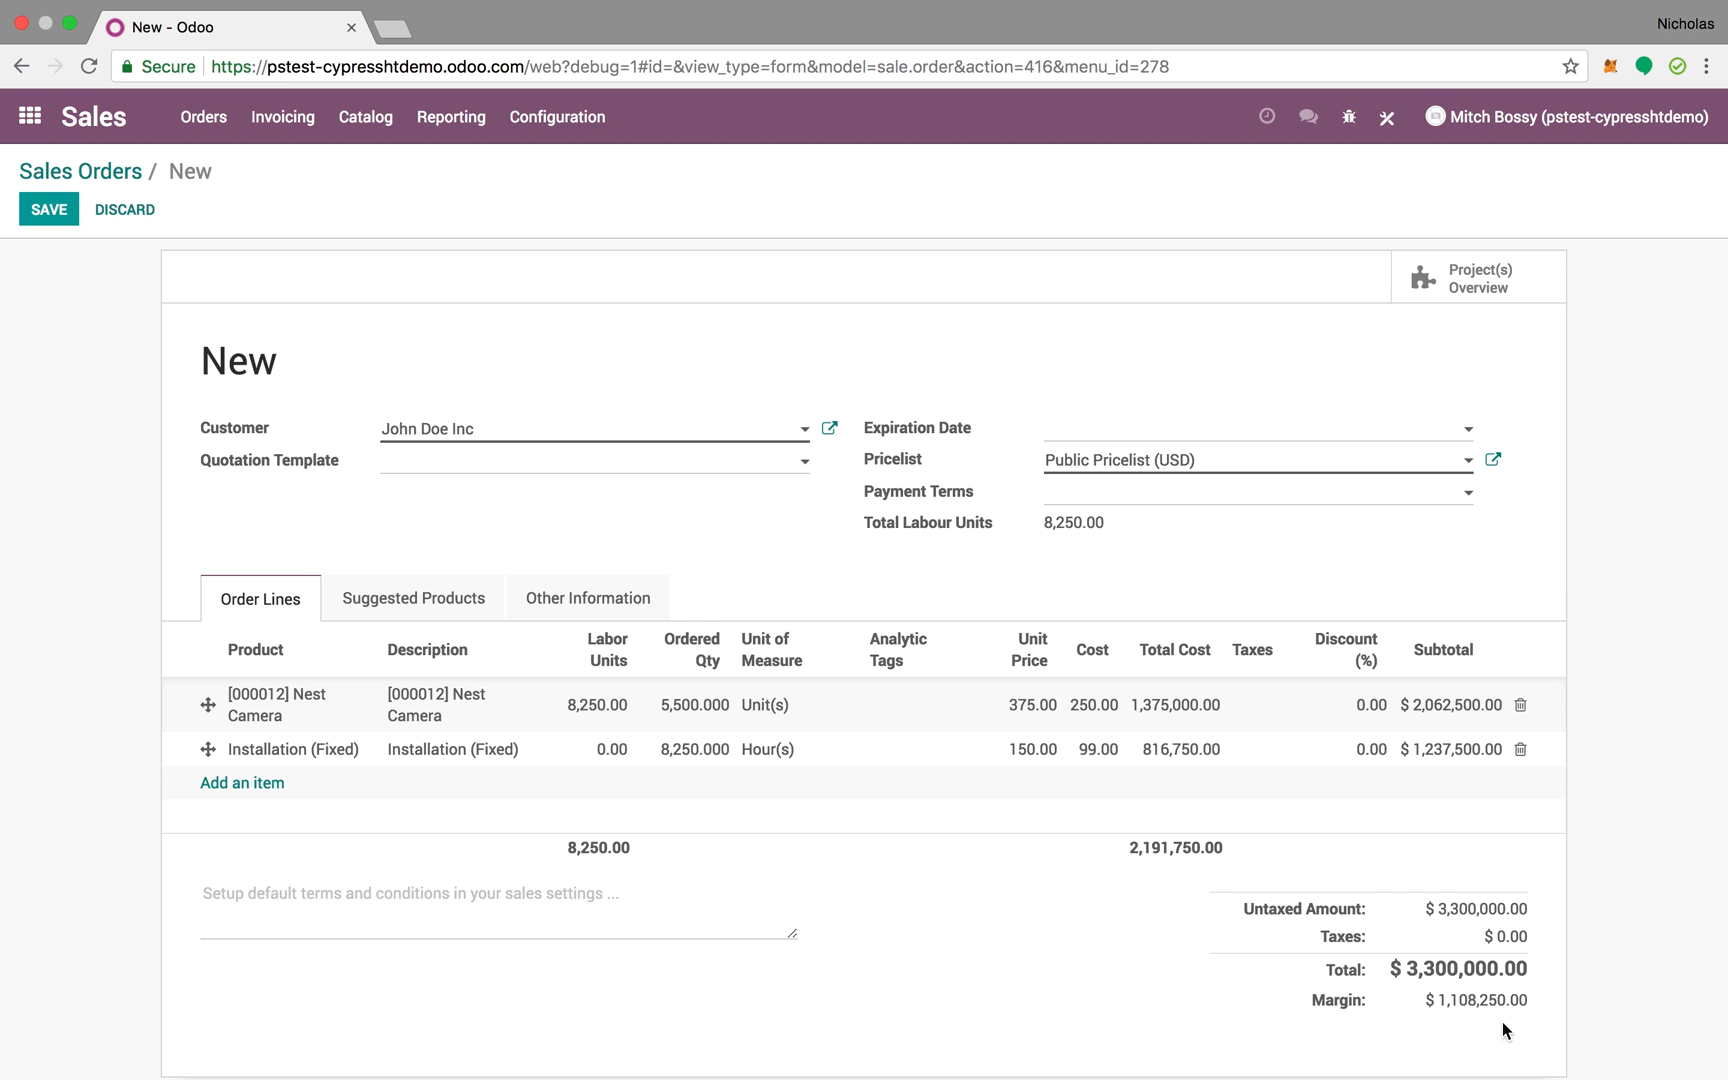 New - Odoo
Nicholas
Secure https://pstest-cypresshtdemo.odoo.com/web?debug=1#id=&view_type=form&model=sale.order&action=416&menu_id=278
Sales Orders Invoicing Catalog Reporting Configuration Mitch Bossy (pstest-cypresshtdemo)
Sales Orders / New
SAVE DISCARD
Project(s)
Overview
New
Customer John Doe Inc
Quotation Template
Expiration Date
Pricelist Public Pricelist (USD)
Payment Terms
Total Labour Units 8,250.00
Order Lines Suggested Products Other Information
Product Description Labor Units Ordered Qty Unit of Measure Analytic Tags Unit Price Cost Total Cost Taxes Discount (%) Subtotal
[000012] Nest Camera [000012] Nest Camera 8,250.00 5,500.000 Unit(s) 375.00 250.00 1,375,000.00 0.00 $ 2,062,500.00
Installation (Fixed) Installation (Fixed) 0.00 8,250.000 Hour(s) 150.00 99.00 816,750.00 0.00 $ 1,237,500.00
Add an item
8,250.00 2,191,750.00
Setup default terms and conditions in your sales settings ...
Untaxed Amount: $ 3,300,000.00
Taxes: $ 0.00
Total: $ 3,300,000.00
Margin: $ 1,108,250.00